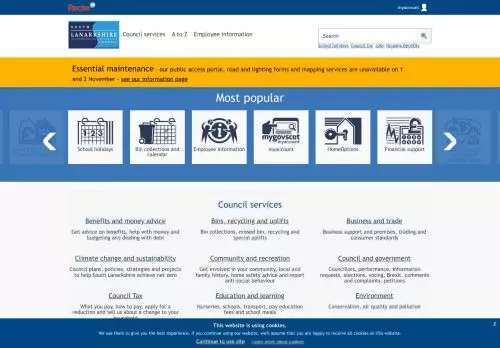 myaccount
SOUTH
LANARKSHIRE
COUNCIL
Council services A to Z Employee information
Search
School holidays Council Tax Jobs Housing benefits
Essential maintenance - our public access portal, road and lighting forms and mapping services are unavailable on 1
and 2 November - see our information page
Most popular
mygovscot
myaccount
School holidays
Bin collections and
calendar
Employee information
myaccount
HomeOptions
Financial support
Council services
Benefits and money advice
Get advice on benefits, help with money and
budgeting and dealing with debt
Bins, recycling and uplifts
Bin collections, missed bin, recycling and
special uplifts
Business and trade
Business support and premises, trading and
consumer standards
Climate change and sustainability
Council plans, policies, strategies and projects
to help South Lanarkshire achieve net zero
Community and recreation
Get involved in your community, local and
family history, home safety advice and report
anti-social behaviour
Council and government
Councillors, performance, information
requests, elections, voting, Brexit, comments
and complaints, petitions
Council Tax
What you pay, how to pay, apply for a
reduction and tell us about a change to your
household
Education and learning
Nurseries, schools, transport, pay education
fees and school meals
Environment
Conservation, air quality and pollution
This website is using cookies.
x
We use them to give you the best experience. If you continue using our website, we'll assume that you are happy to receive all cookies on this website.
Continue to use site Learn more about cookies